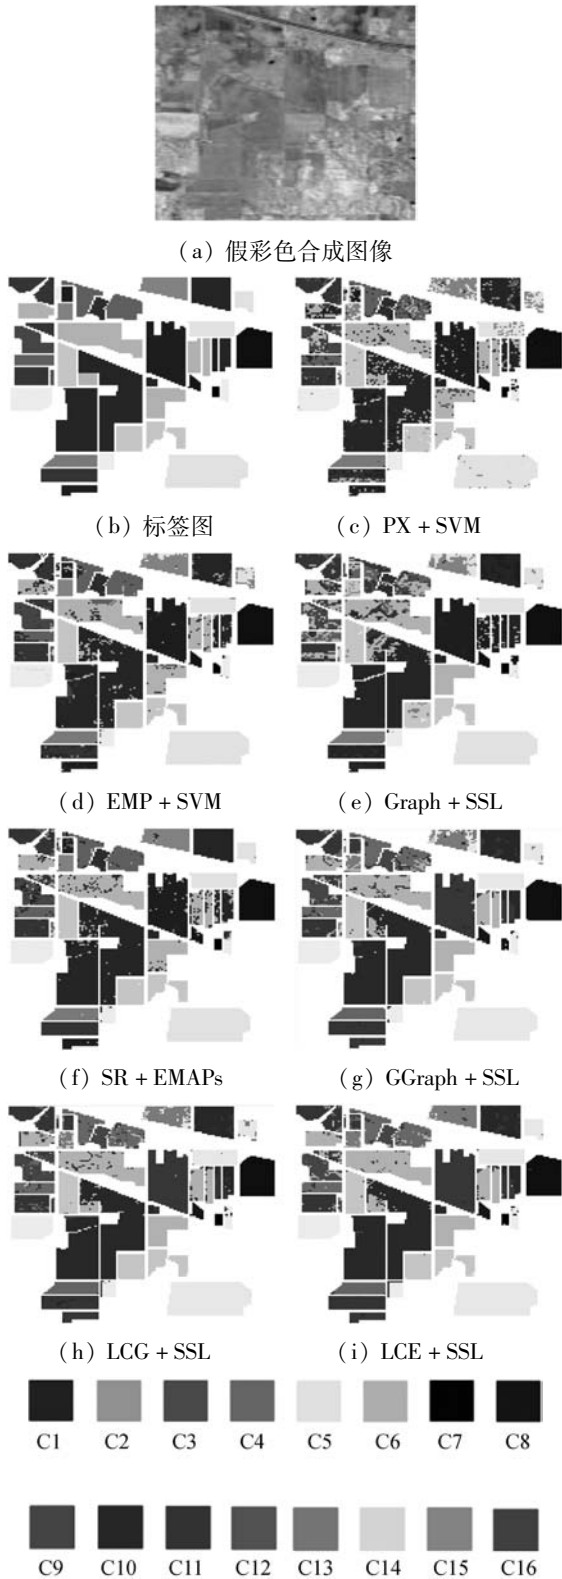 (a) 假彩色合成图像
(b) 标签图
(c) PX + SVM
(d) EMP + SVM
(e) Graph + SSL
(f) SR + EMAPs
(g) GGraph + SSL
(h) LCG + SSL
(i) LCE + SSL
C1 C2 C3 C4 C5 C6 C7 C8
C9 C10 C11 C12 C13 C14 C15 C16